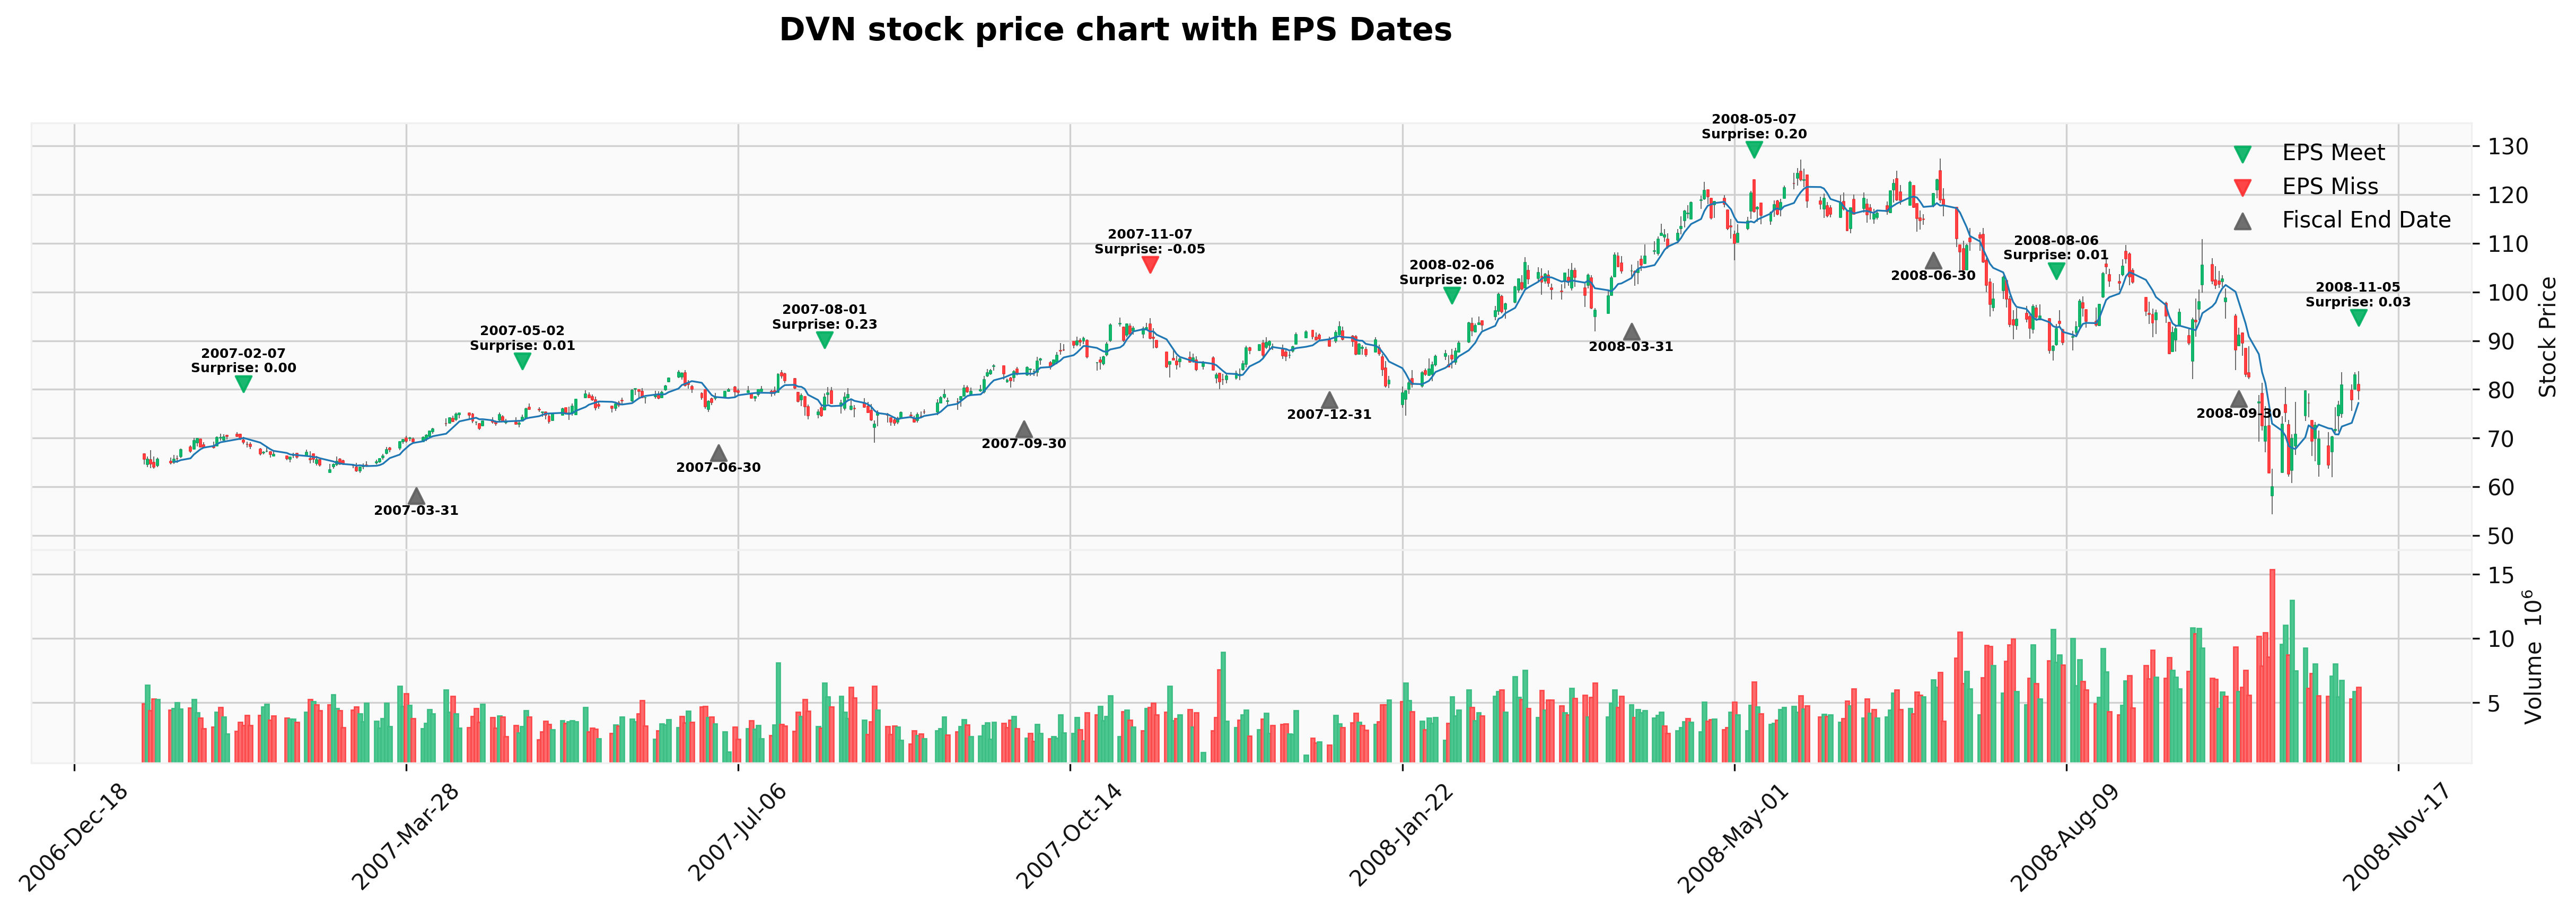 DVN stock price chart with EPS Dates
2008-05-07
Surprise: 0.20
130
EPS Meet
EPS Miss
120
Fiscal End Date
2007-11-07
Surprise: -0.05
110
2008-08-06
Surprise: 0.01
2008-02-06
Surprise: 0.02
2008-06-30
100
2008-11-05
Surprise: 0.03
2007-08-01
Surprise: 0.23
2007-05-02
Surprise: 0.01
90
2008-03-31
2007-02-07
Surprise: 0.00
80
2007-12-31
2008-09-30
70
2007-09-30
2007-06-30
60
2007-03-31
50
Stock Price
15
10
5
Volume 10⁶
2006-Dec-18
2007-Mar-28
2007-Jul-06
2007-Oct-14
2008-Jan-22
2008-May-01
2008-Aug-09
2008-Nov-17